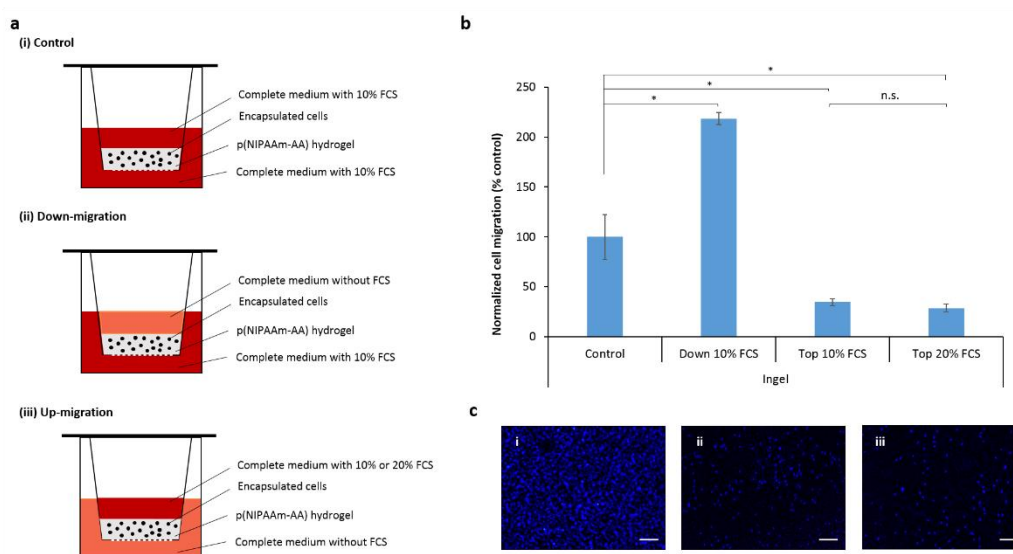 a
(i) Control
Complete medium with 10% FCS
Encapsulated cells
p(NIPAAm-AA) hydrogel
Complete medium with 10% FCS
(ii) Down-migration
Complete medium without FCS
Encapsulated cells
p(NIPAAm-AA) hydrogel
Complete medium with 10% FCS
(iii) Up-migration
Complete medium with 10% or 20% FCS
Encapsulated cells
p(NIPAAm-AA) hydrogel
Complete medium without FCS
b
Normalized cell migration (% control)
250
200
150
100
50
0
*
*
*
n.s.
Control
Down 10% FCS
Top 10% FCS
Top 20% FCS
Ingel
c
i
ii
iii